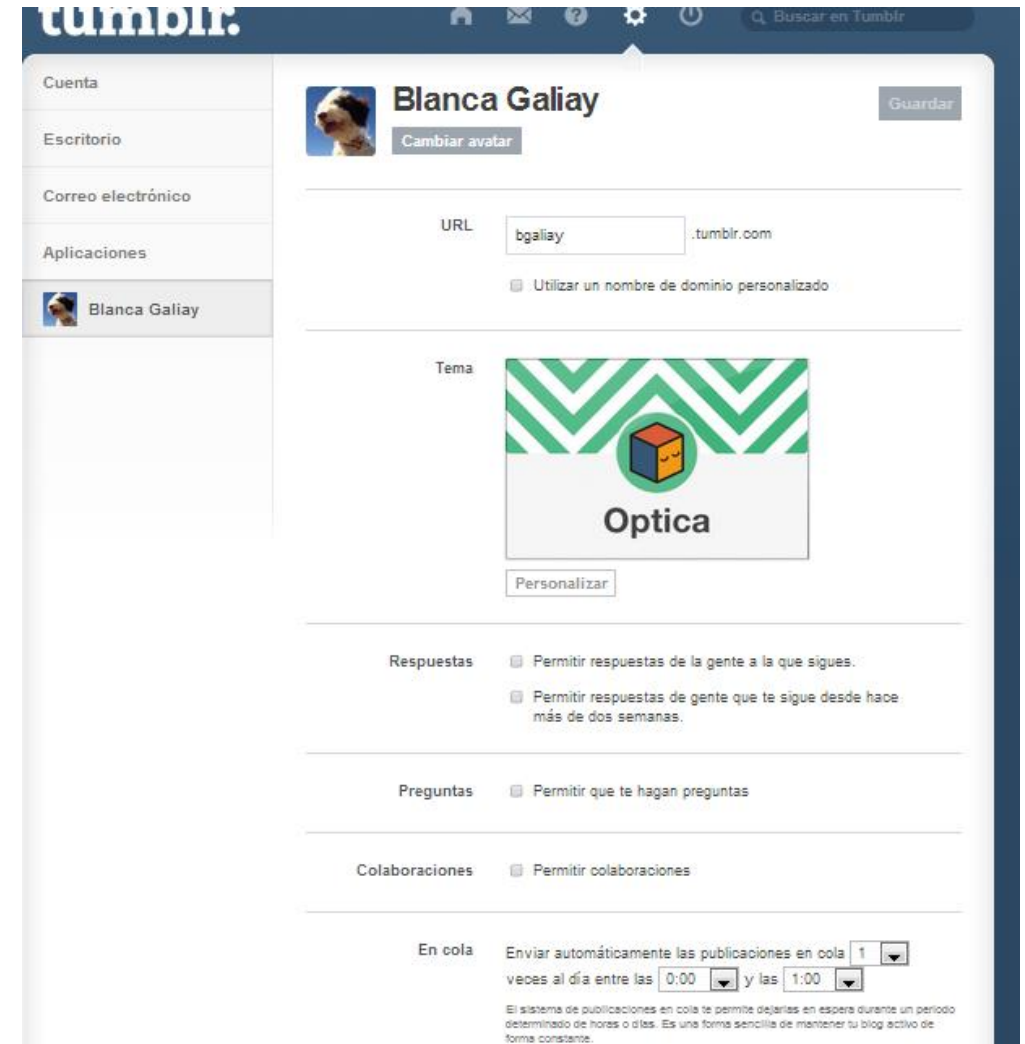 tumblr.
Buscar en Tumblr
Cuenta
Escritorio
Correo electrónico
Aplicaciones
Blanca Galiay
Blanca Galiay
Guardar
Cambiar avatar
URL
bgaliay .tumblr.com
Utilizar un nombre de dominio personalizado
Tema
Optica
Personalizar
Respuestas
Permitir respuestas de la gente a la que sigues.
Permitir respuestas de gente que te sigue desde hace
más de dos semanas.
Preguntas
Permitir que te hagan preguntas
Colaboraciones
Permitir colaboraciones
En cola
Enviar automáticamente las publicaciones en cola 1
veces al día entre las 0:00 y las 1:00
El sistema de publicaciones en cola te permite dejarlas en espera durante un periodo
determinado de horas o días. Es una forma sencilla de mantener tu blog activo de
forma constante.